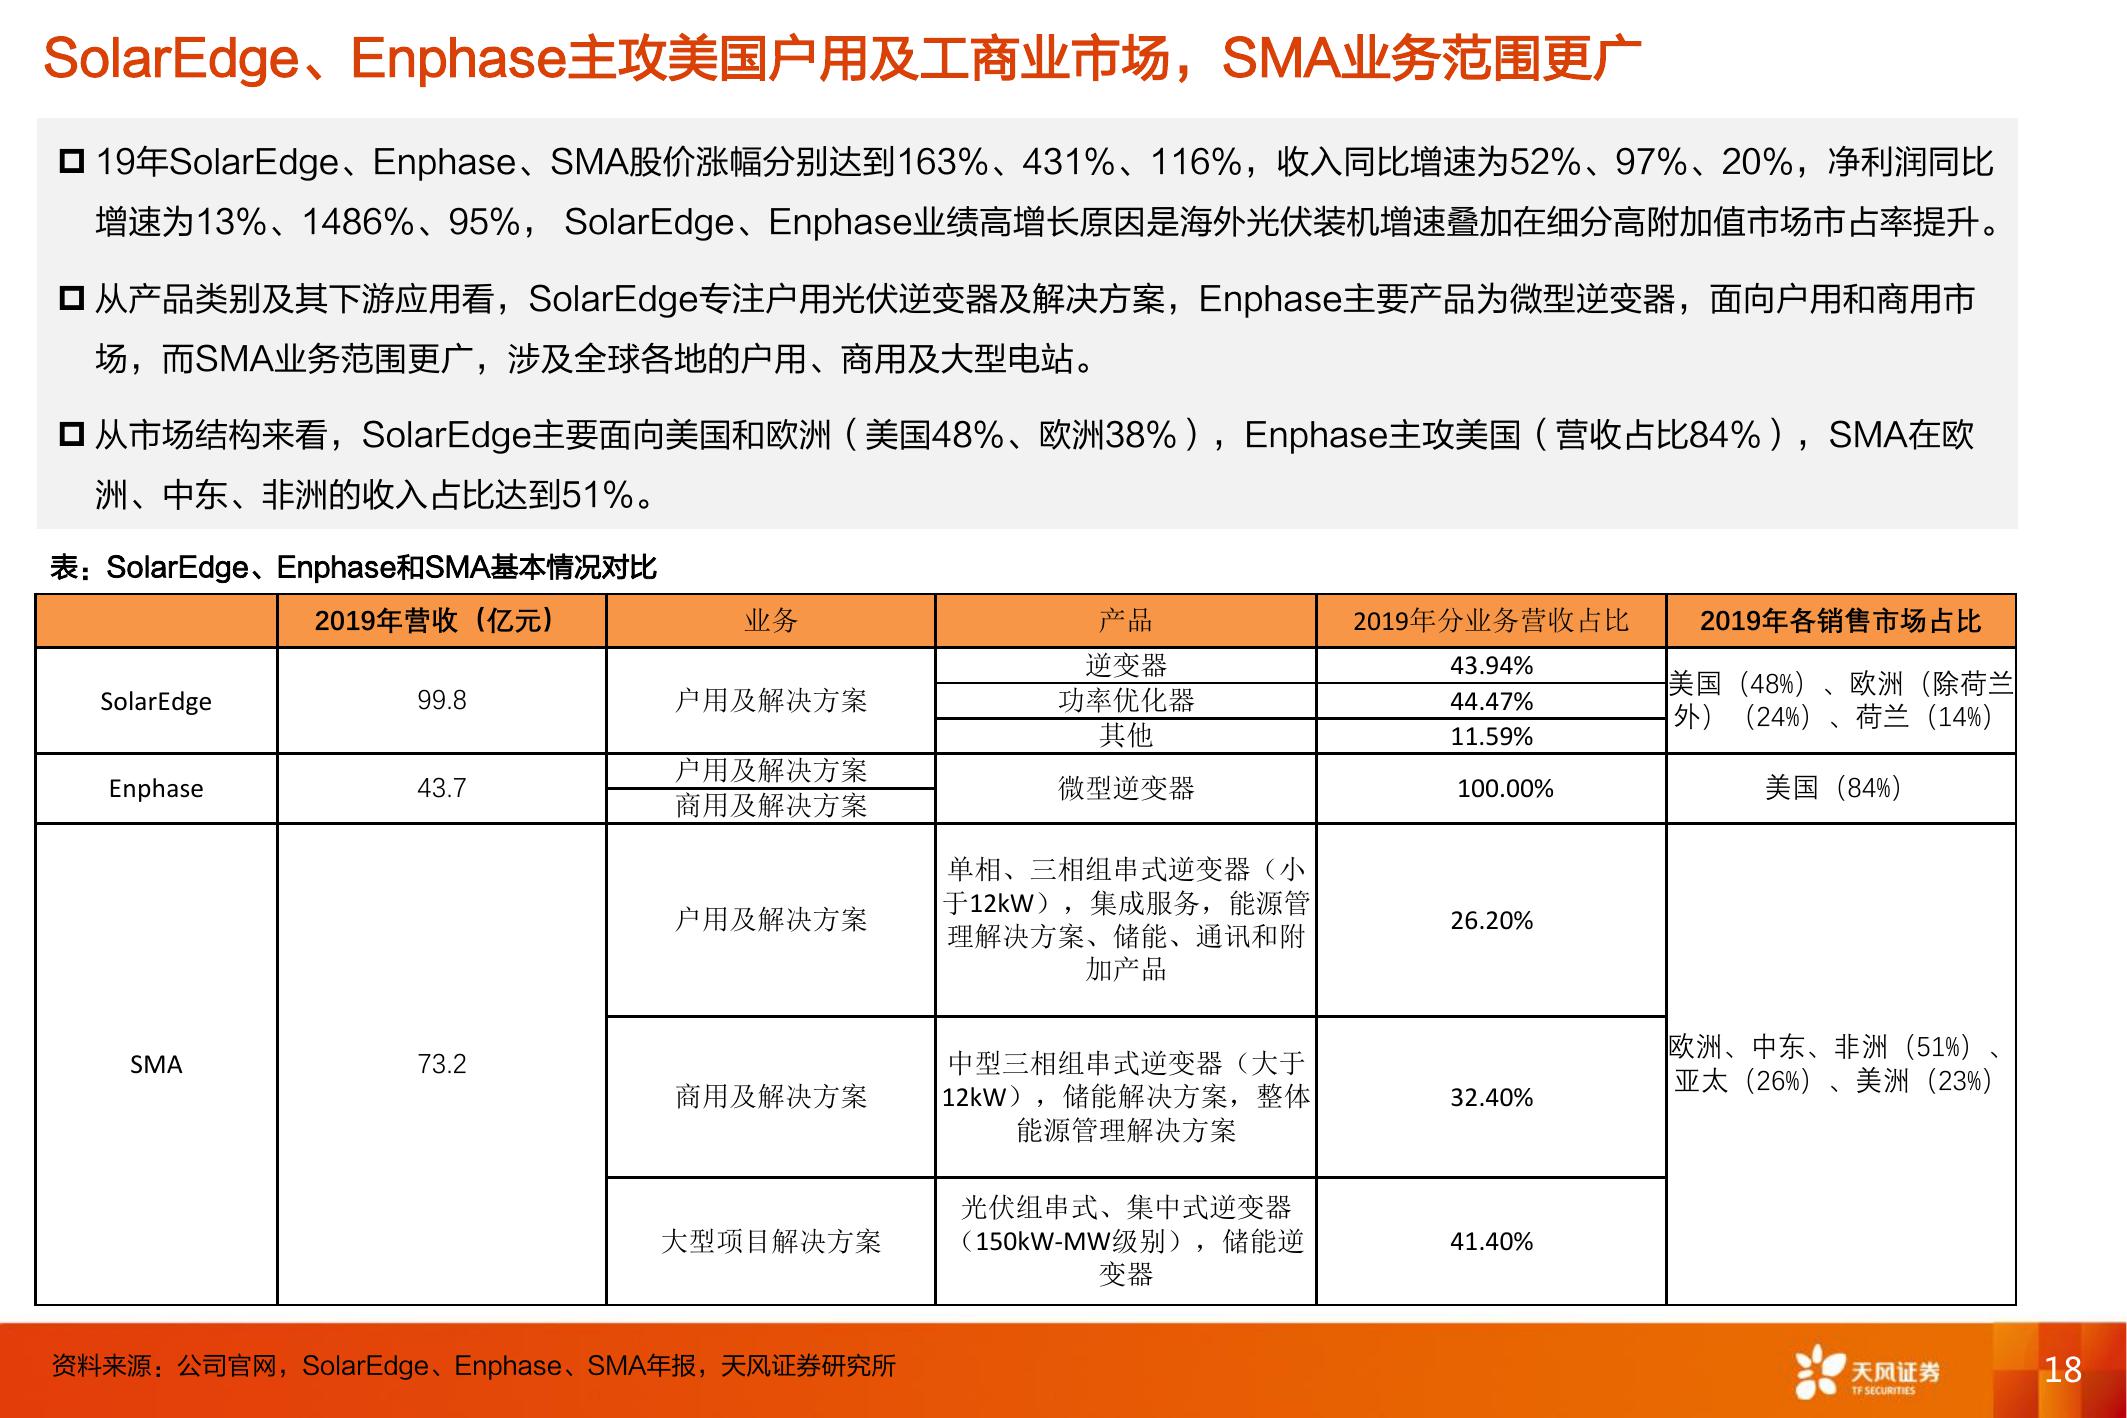 SolarEdge、Enphase主攻美国户用及工商业市场，SMA业务范围更广
19年SolarEdge、Enphase、SMA股价涨幅分别达到163%、431%、116%，收入同比增速为52%、97%、20%，净利润同比
增速为13%、1486%、95%， SolarEdge、Enphase业绩高增长原因是海外光伏装机增速叠加在细分高附加值市场市占率提升。
从产品类别及其下游应用看，SolarEdge专注户用光伏逆变器及解决方案，Enphase主要产品为微型逆变器，面向户用和商用市
场，而SMA业务范围更广，涉及全球各地的户用、商用及大型电站。
从市场结构来看，SolarEdge主要面向美国和欧洲（美国48%、欧洲38%），Enphase主攻美国（营收占比84%），SMA在欧
洲、中东、非洲的收入占比达到51%。
表：SolarEdge、Enphase和SMA基本情况对比
2019年营收（亿元） 业务 产品 2019年分业务营收占比 2019年各销售市场占比
SolarEdge 99.8 户用及解决方案
逆变器 43.94%
功率优化器 44.47%
其他 11.59%
美国（48%）、欧洲（除荷兰
外）（24%）、荷兰（14%）
Enphase 43.7
户用及解决方案
商用及解决方案
微型逆变器 100.00% 美国（84%）
SMA 73.2
户用及解决方案
单相、三相组串式逆变器（小
于12kW），集成服务，能源管
理解决方案、储能、通讯和附
加产品
26.20%
商用及解决方案
中型三相组串式逆变器（大于
12kW），储能解决方案，整体
能源管理解决方案
32.40%
大型项目解决方案
光伏组串式、集中式逆变器
（150kW-MW级别），储能逆
变器
41.40%
欧洲、中东、非洲（51%）、
亚太（26%）、美洲（23%）
资料来源：公司官网，SolarEdge、Enphase、SMA年报，天风证券研究所
天风证券
TF SECURITIES
18